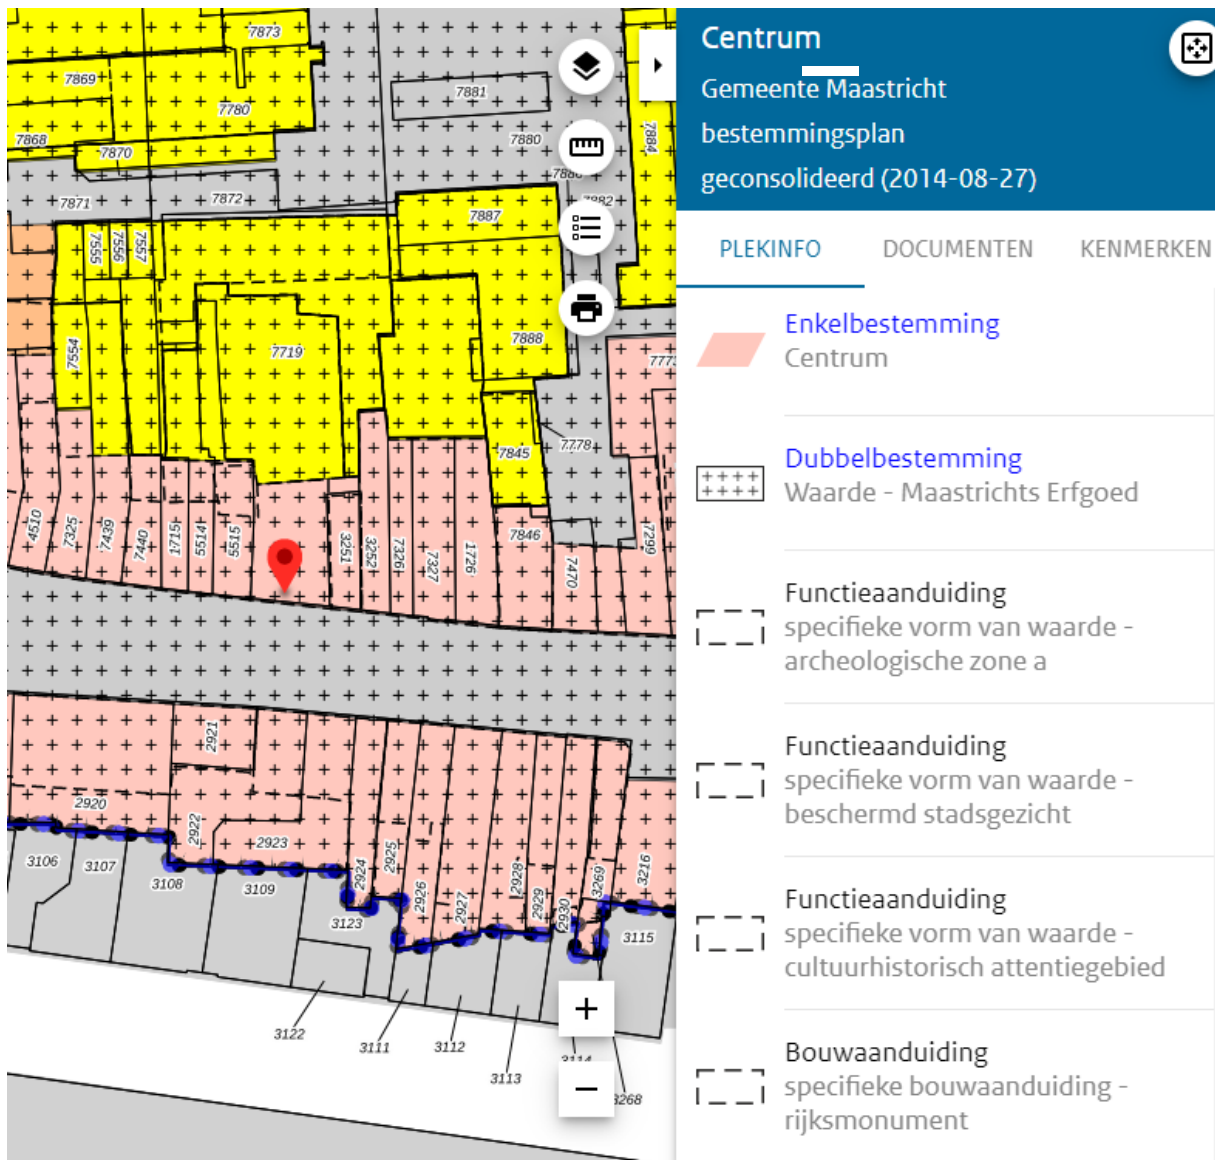 Centrum
Gemeente Maastricht
bestemmingsplan
geconsolideerd (2014-08-27)
PLEKINFO DOCUMENTEN KENMERKEN
Enkelbestemming
Centrum
Dubbelbestemming
Waarde - Maastrichts Erfgoed
Functieaanduiding
specifieke vorm van waarde -
archeologische zone a
Functieaanduiding
specifieke vorm van waarde -
beschermd stadsgezicht
Functieaanduiding
specifieke vorm van waarde -
cultuurhistorisch attentiegebied
Bouwaanduiding
specifieke bouwaanduiding -
rijksmonument
7873
7869
7881
7780
7868
7870
7880
7884
7871
7872
7882
7887
7555
7556
7557
7554
7719
7888
7845
7778
4510
7325
7439
7440
1715
5514
5515
3251
3252
7326
7327
1726
7846
7470
7299
2921
2920
2922
2923
2924
2925
2926
2927
2928
2929
2930
3269
3216
3106
3107
3108
3109
3123
3115
3122
3111
3112
3113
3114
3268